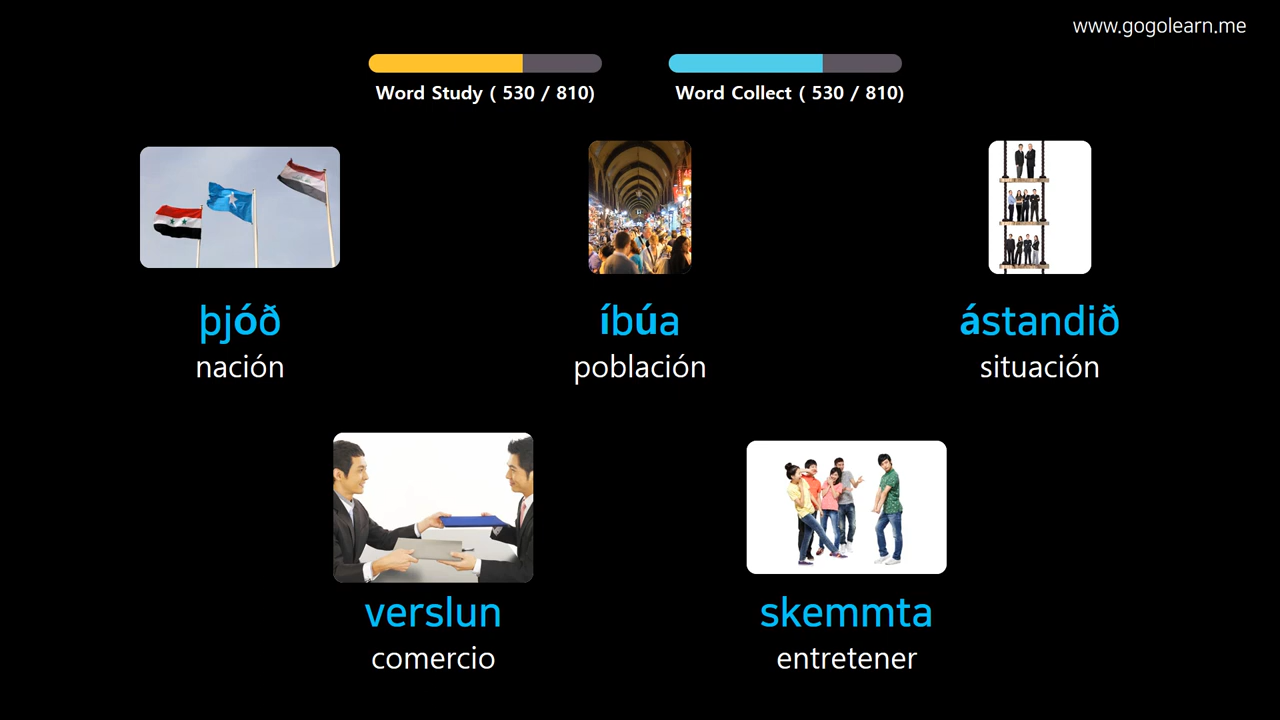 www.gogolearn.me
Word Study ( 530 / 810)
Word Collect ( 530 / 810)
þjóð
nación
íbúa
población
ástandið
situación
verslun
comercio
skemmta
entretener